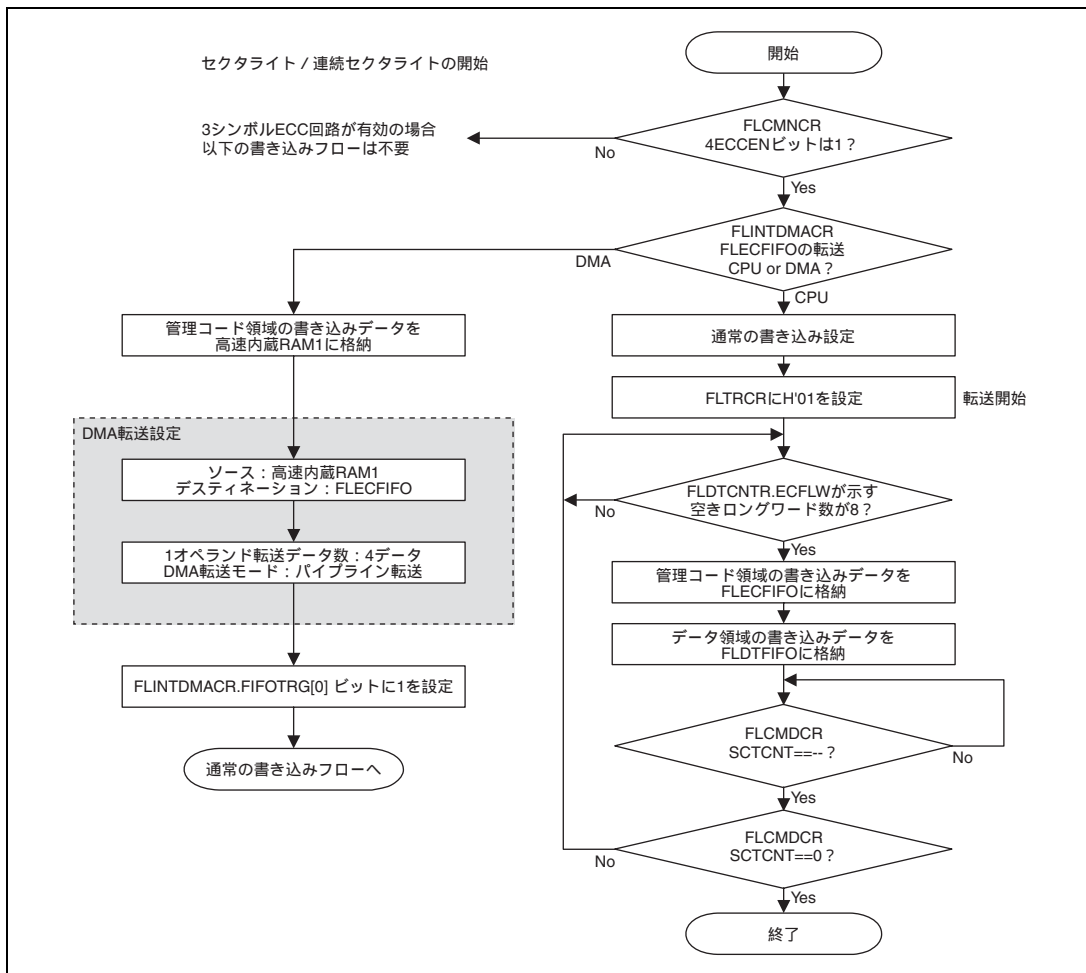 セクタライト / 連続セクタライトの開始
開始
3シンボルECC回路が有効の場合
以下の書き込みフローは不要
FLCMNCR
4ECCENビットは1？
No
Yes
FLINTDMACR
FLECFIFOの転送
CPU or DMA？
DMA
CPU
管理コード領域の書き込みデータを
高速内蔵RAM1に格納
DMA転送設定
ソース：高速内蔵RAM1
デスティネーション：FLECFIFO
1オペランド転送データ数：4データ
DMA転送モード：パイプライン転送
FLINTDMACR.FIFOTRG[0] ビットに1を設定
通常の書き込みフローへ
通常の書き込み設定
FLTRCRにH'01を設定
転送開始
FLDTCNTR.ECFLWが示す
空きロングワード数が8？
No
Yes
管理コード領域の書き込みデータを
FLECFIFOに格納
データ領域の書き込みデータを
FLDTFIFOに格納
FLCMDCR
SCTCNT==--？
No
Yes
FLCMDCR
SCTCNT==0？
No
Yes
終了